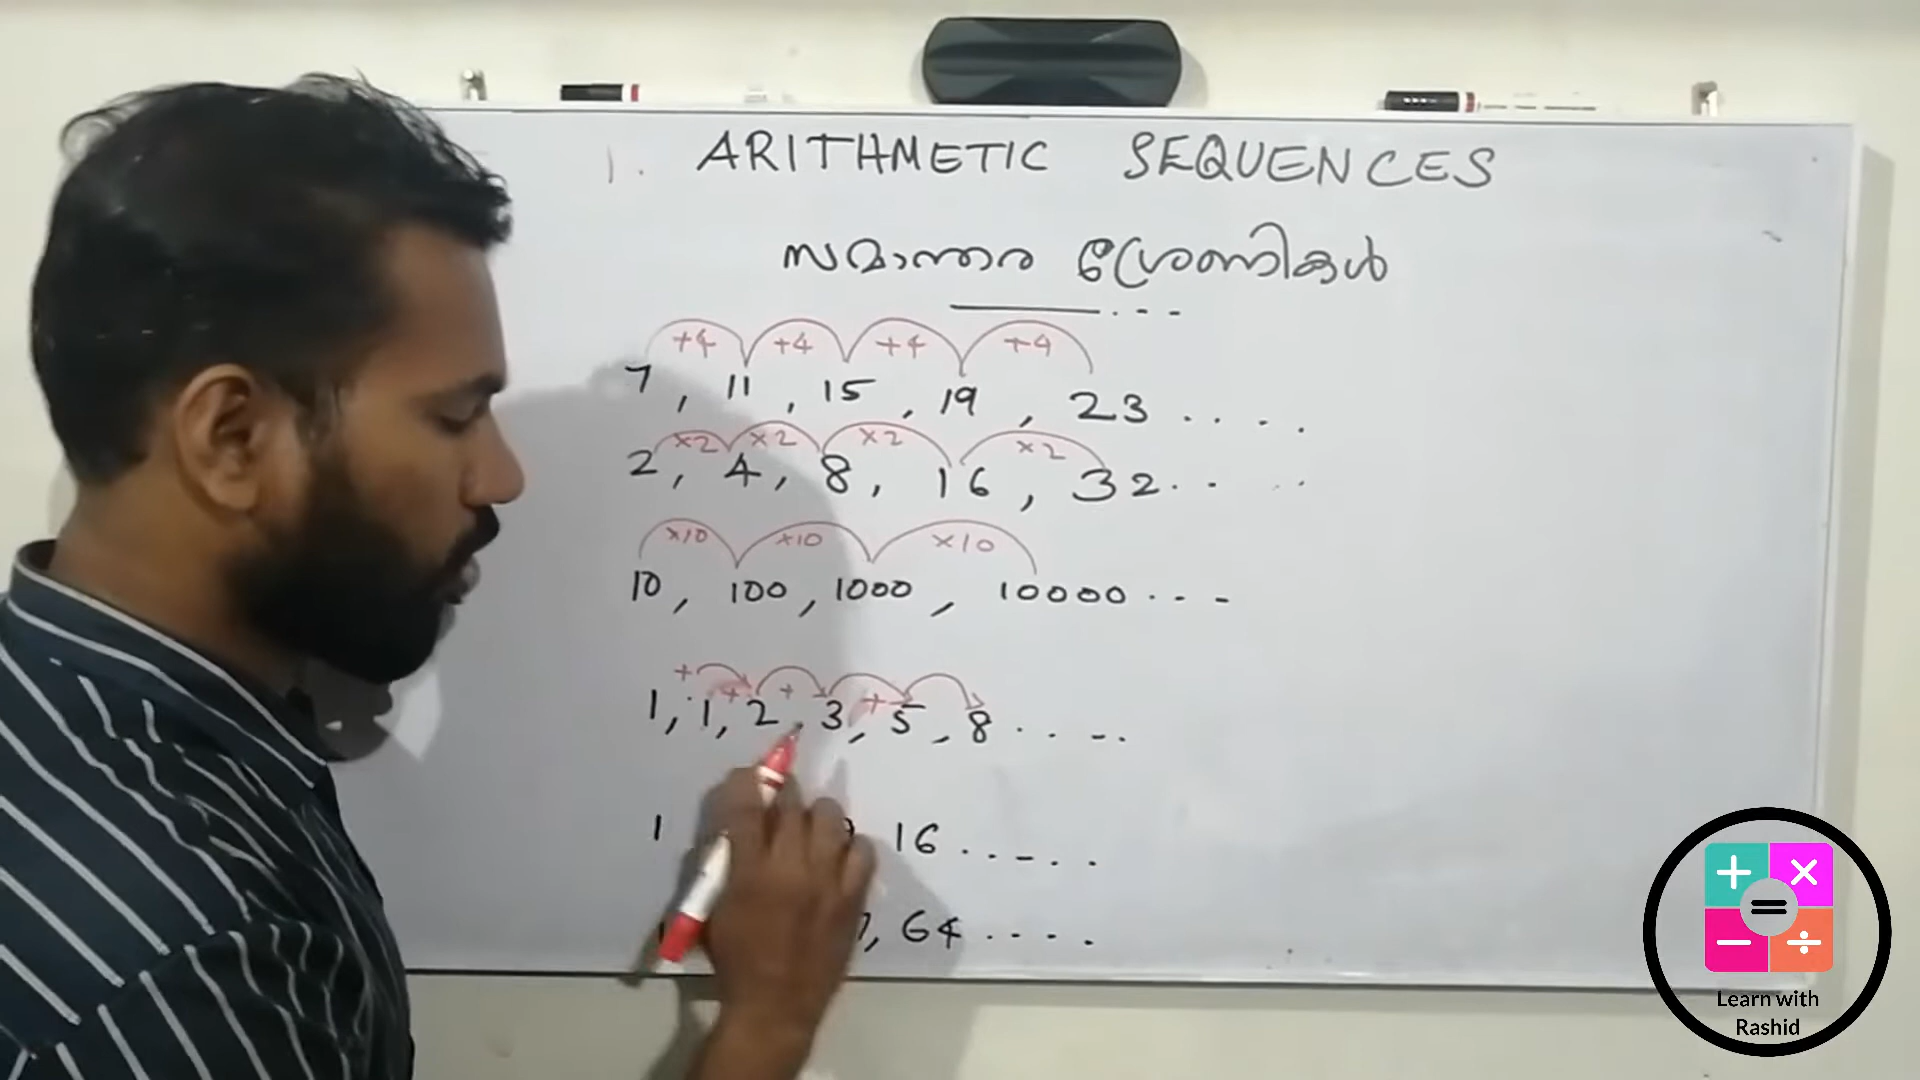 1. ARITHMETIC SEQUENCES
സമാന്തര ശ്രേണികൾ
+4 +4 +4 +4
7, 11, 15, 19, 23 ....
×2 ×2 ×2 ×2
2, 4, 8, 16, 32.. ..
×10 ×10 ×10
10, 100, 1000, 10000 ...
+ + + +
1, 1, 2, 3, 5, 8 ....
1 16 .....
, 64 ....
+ ×
=
− ÷
Learn with
Rashid